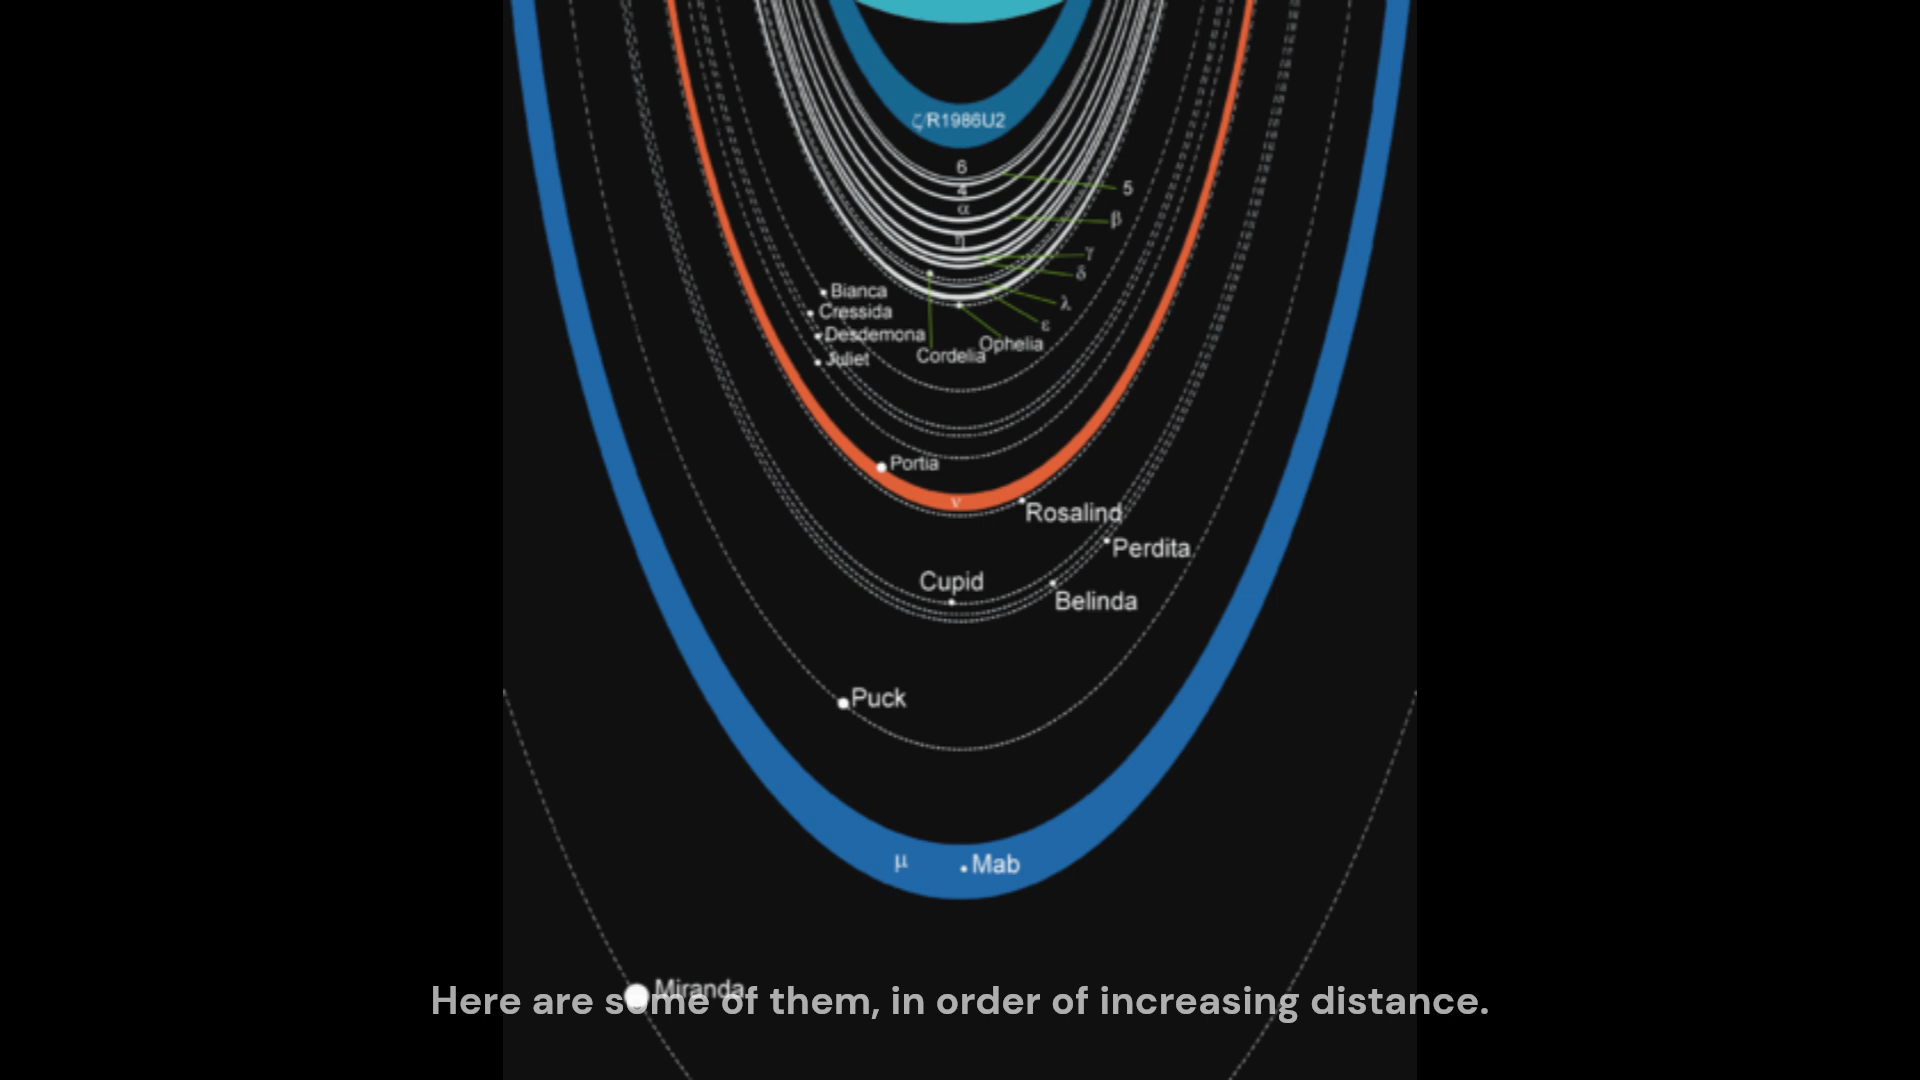 ζ/R1986U2
6
5
4
α
β
η
γ
δ
Bianca
λ
Cressida
ε
Desdemona
Ophelia
Cordelia
Juliet
Portia
ν
Rosalind
Perdita
Cupid
Belinda
Puck
μ
Mab
Miranda
Here are some of them, in order of increasing distance.